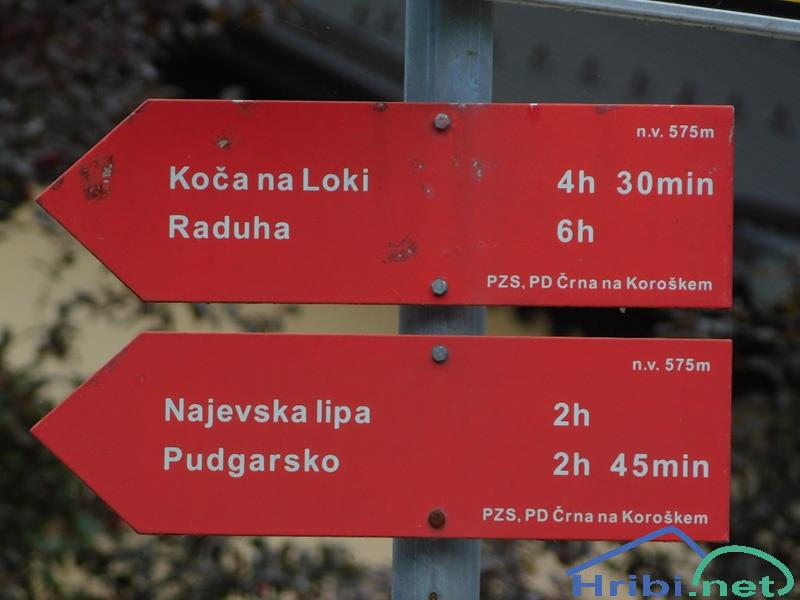 n.v. 575m
Koča na Loki 4h 30min
Raduha 6h
PZS, PD Črna na Koroškem
n.v. 575m
Najevska lipa 2h
Pudgarsko 2h 45min
PZS, PD Črna na Koroškem
Hribi.net